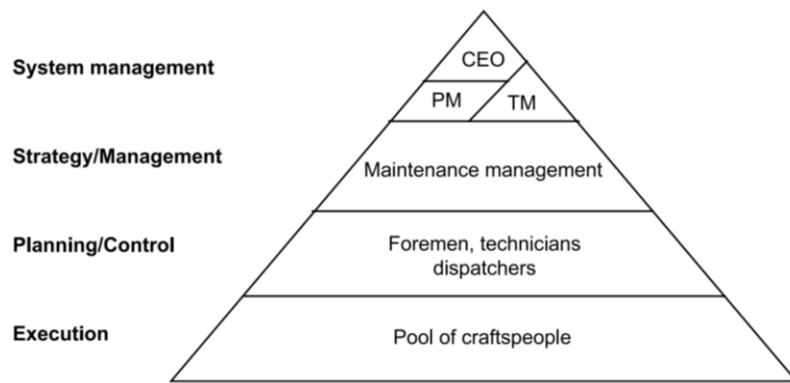 CEO
System management
PM
TM
Strategy/Management
Maintenance management
Planning/Control
Foremen, technicians
dispatchers
Execution
Pool of craftspeople